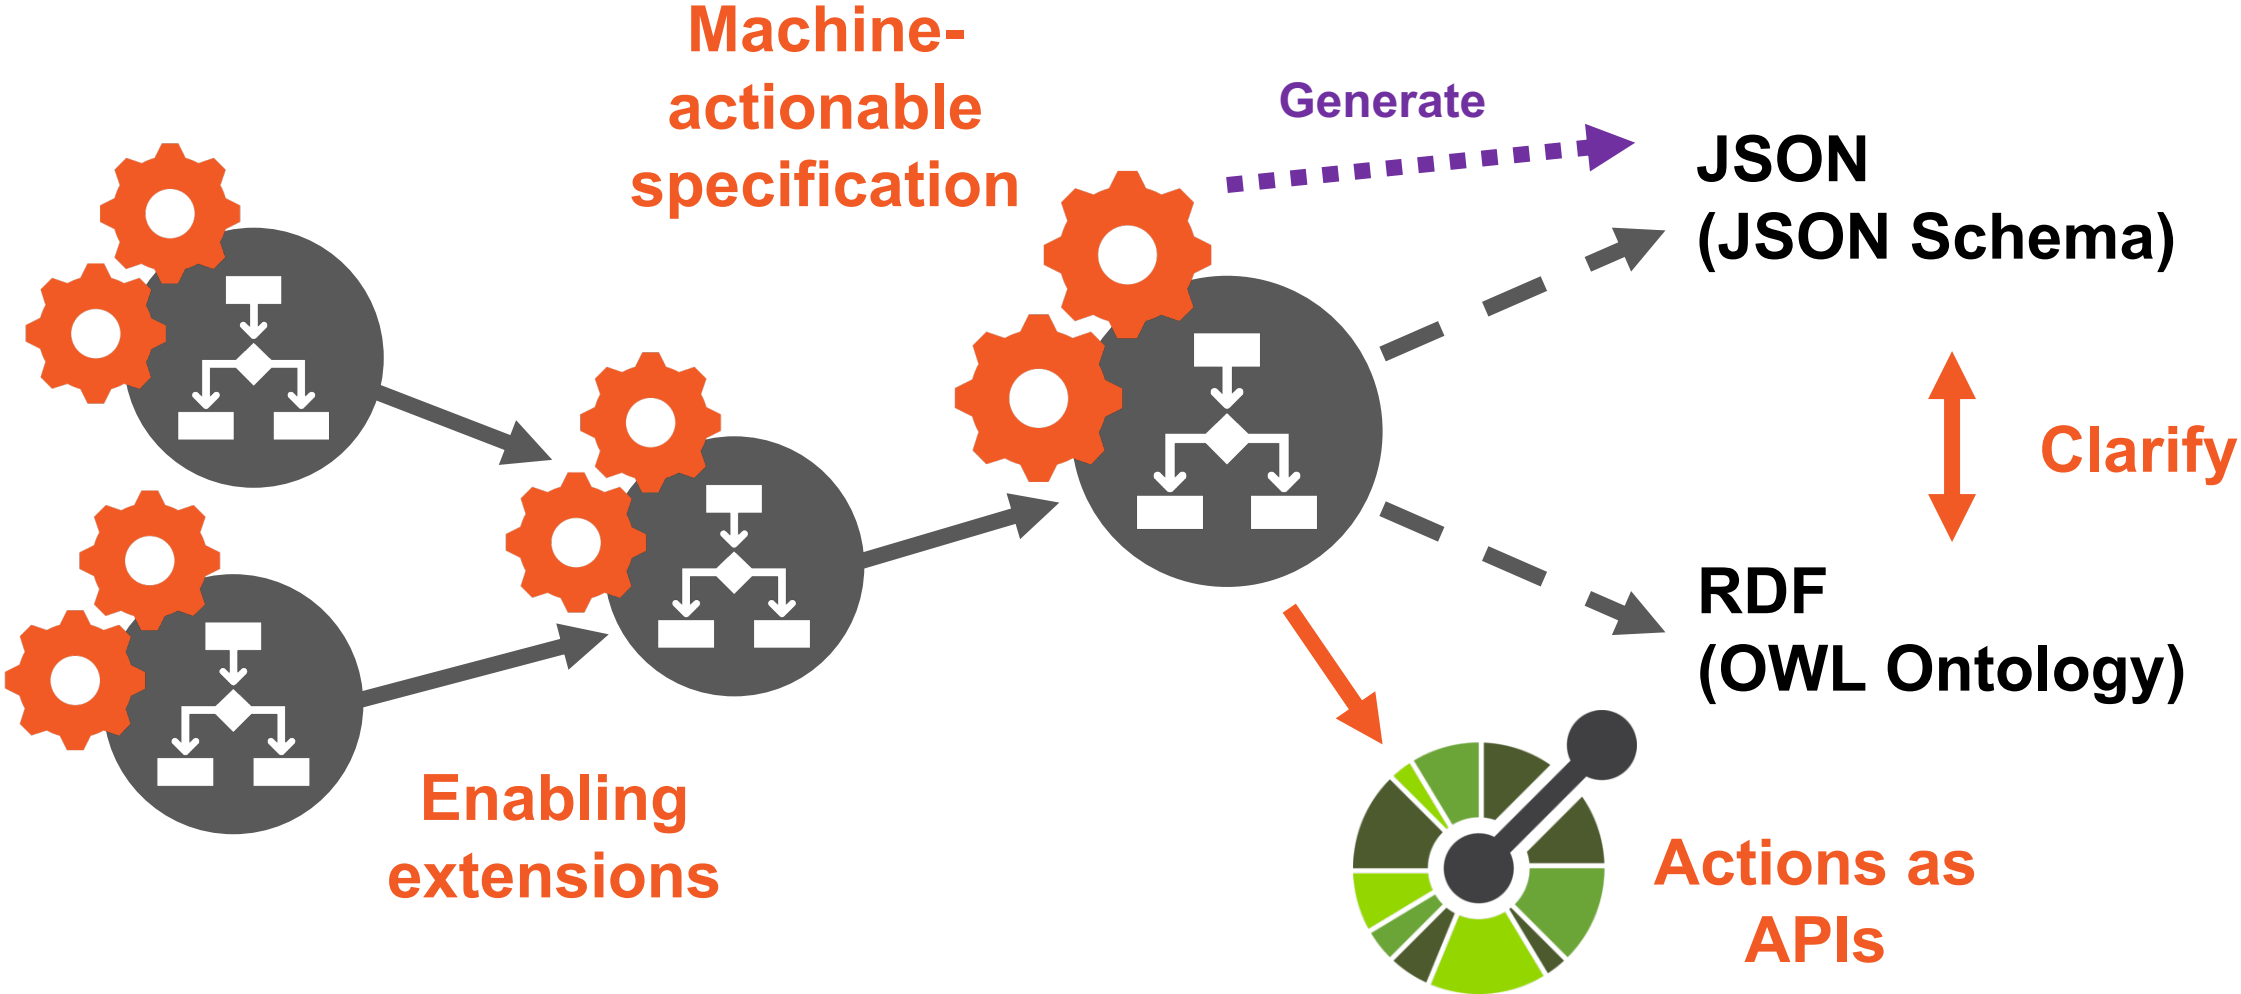 Machine-
actionable
specification
Generate
JSON
(JSON Schema)
Clarify
RDF
(OWL Ontology)
Enabling
extensions
Actions as
APIs